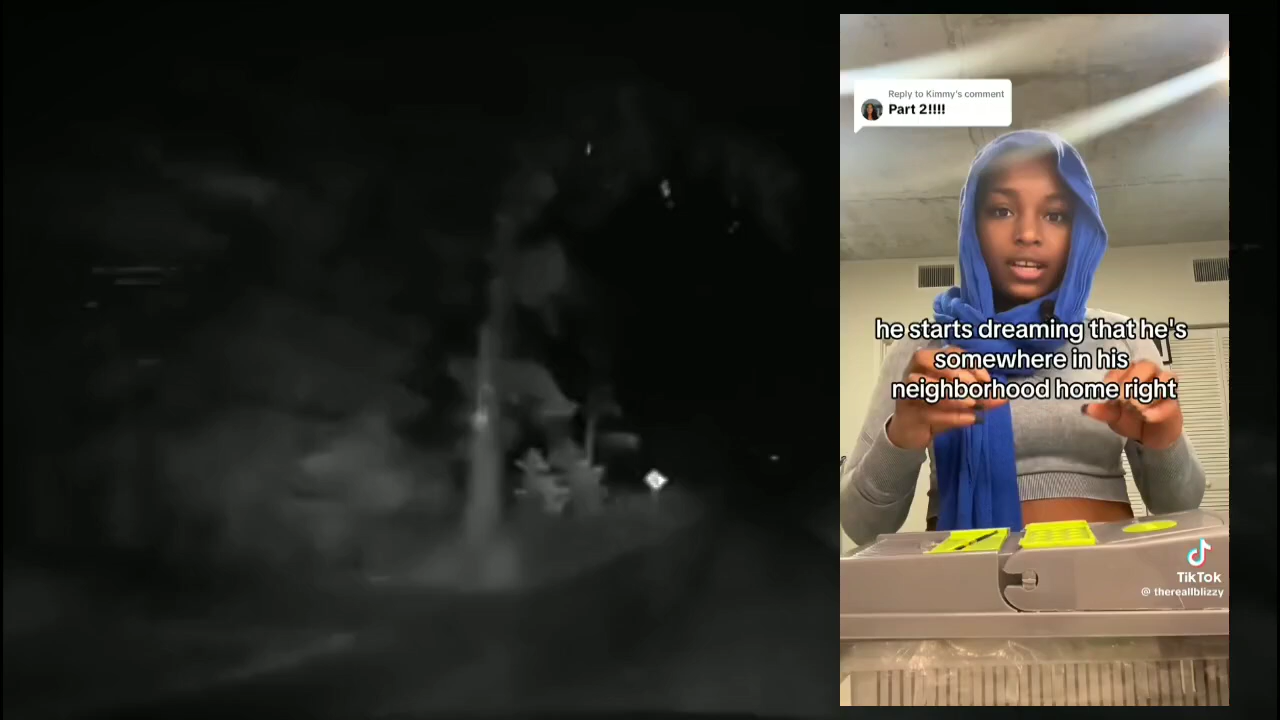 Reply to Kimmy's comment
Part 2!!!!
he starts dreaming that he's
somewhere in his
neighborhood home right
TikTok
@ thereallblizzy